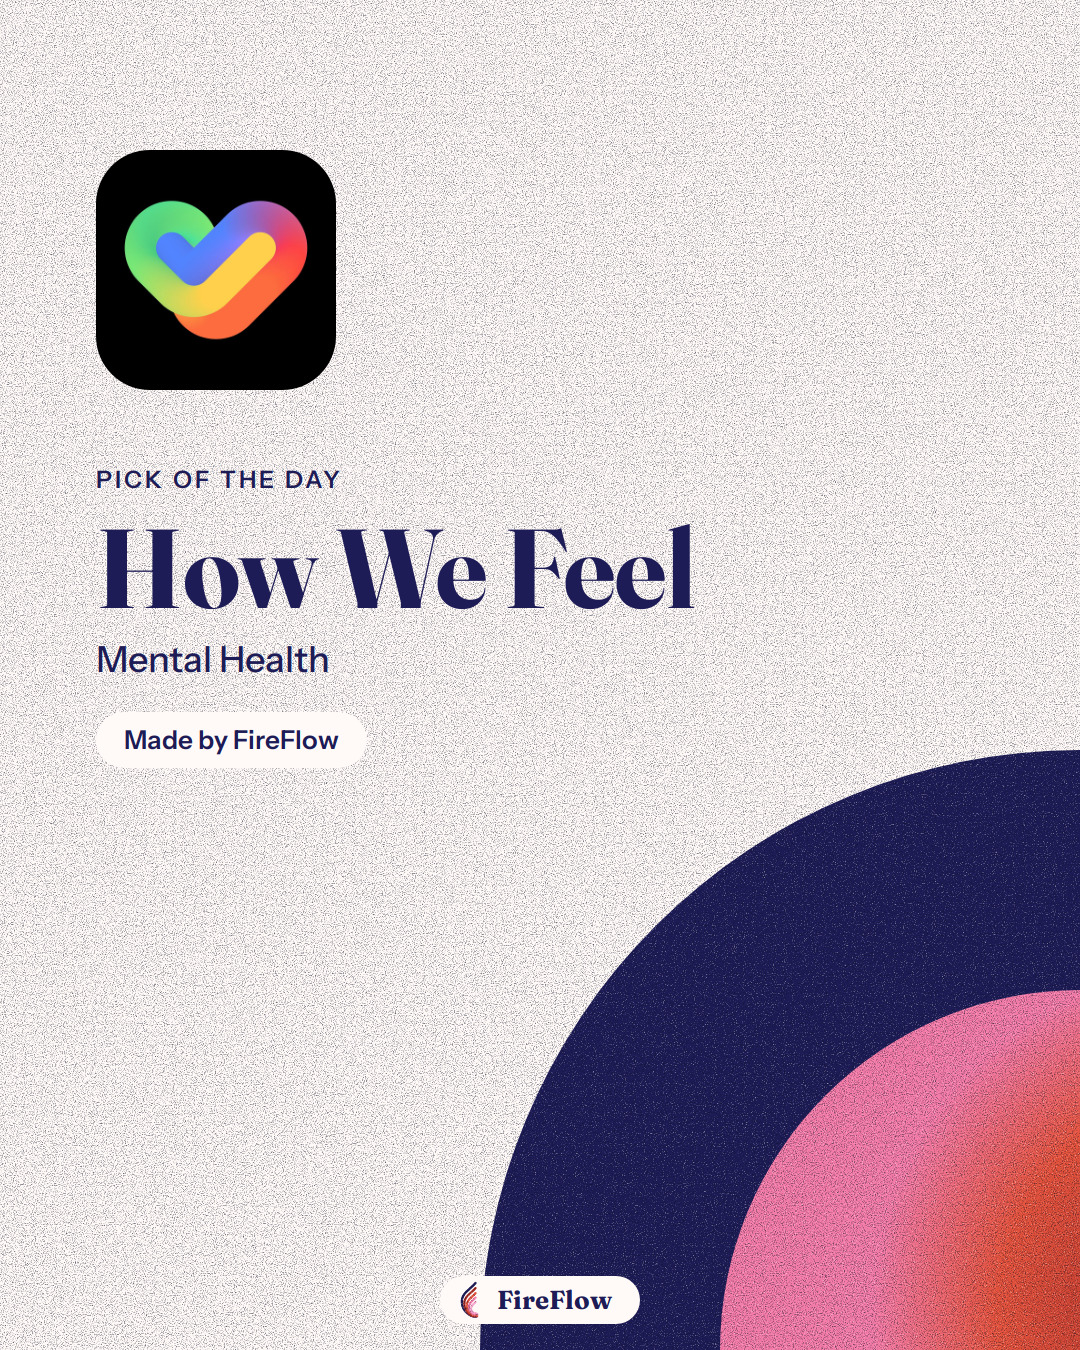 PICK OF THE DAY
How We Feel
Mental Health
Made by FireFlow
FireFlow